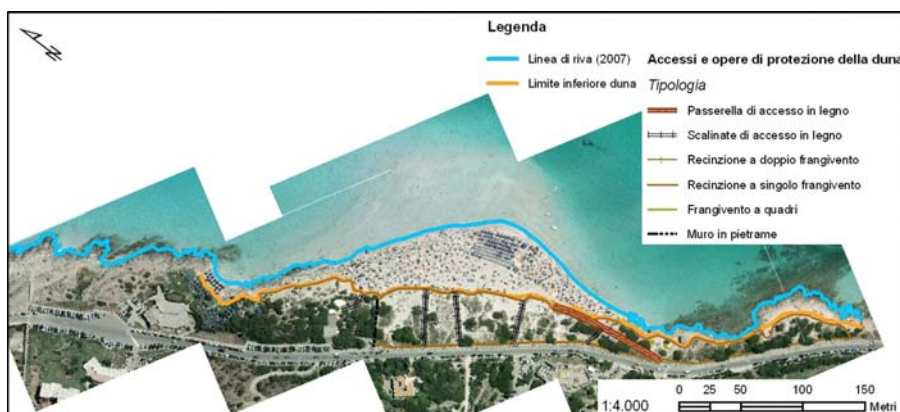 N
Legenda
Linea di riva (2007)
Limite inferiore duna
Accessi e opere di protezione della duna
Tipologia
Passerella di accesso in legno
Scalinate di accesso in legno
Recinzione a doppio frangivento
Recinzione a singolo frangivento
Frangivento a quadri
Muro in pietrame
1:4.000
0 25 50 100 150
Metri